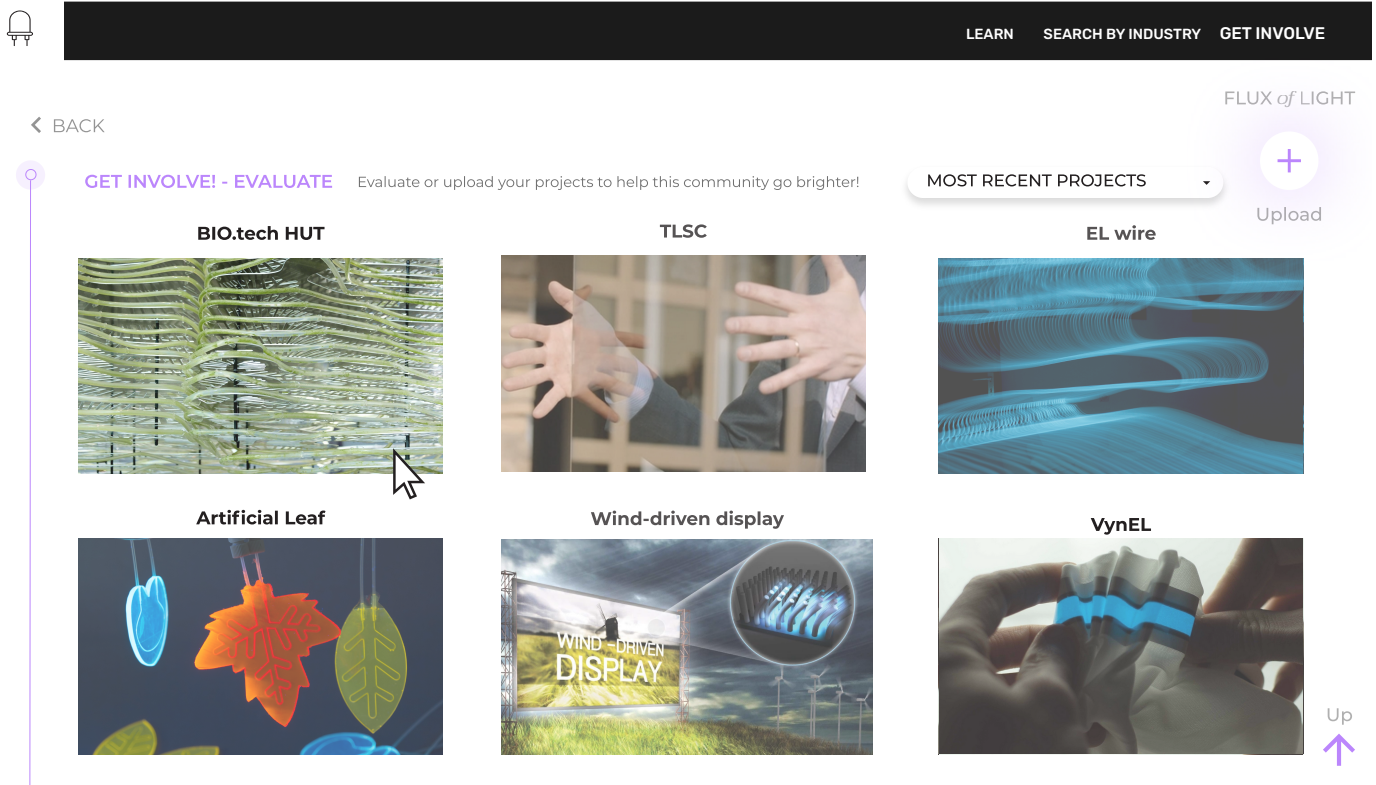 LEARN SEARCH BY INDUSTRY GET INVOLVE
FLUX of LIGHT
BACK
GET INVOLVE! - EVALUATE Evaluate or upload your projects to help this community go brighter! MOST RECENT PROJECTS
Upload
BIO.tech HUT TLSC EL wire
Artificial Leaf Wind-driven display VynEL
WIND-DRIVEN
DISPLAY
Up